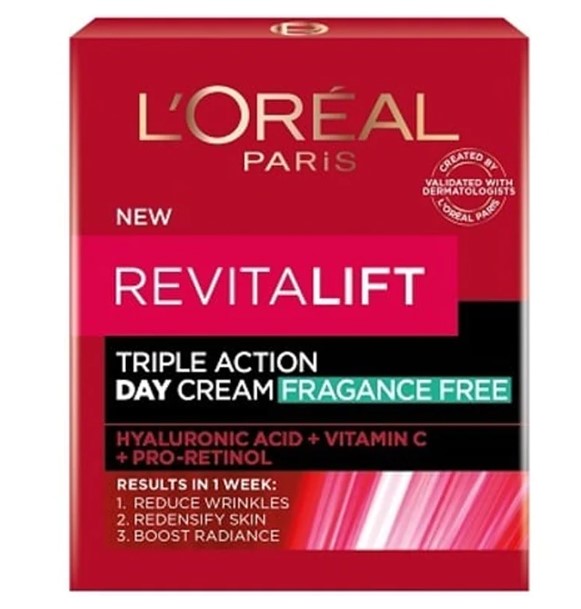 L'ORÉAL
PARiS
CREATED BY
VALIDATED WITH
DERMATOLOGISTS
L'ORÉAL PARIS
NEW
REVITALIFT
TRIPLE ACTION
DAY CREAM FRAGANCE FREE
HYALURONIC ACID + VITAMIN C
+ PRO-RETINOL
RESULTS IN 1 WEEK:
1. REDUCE WRINKLES
2. REDENSIFY SKIN
3. BOOST RADIANCE